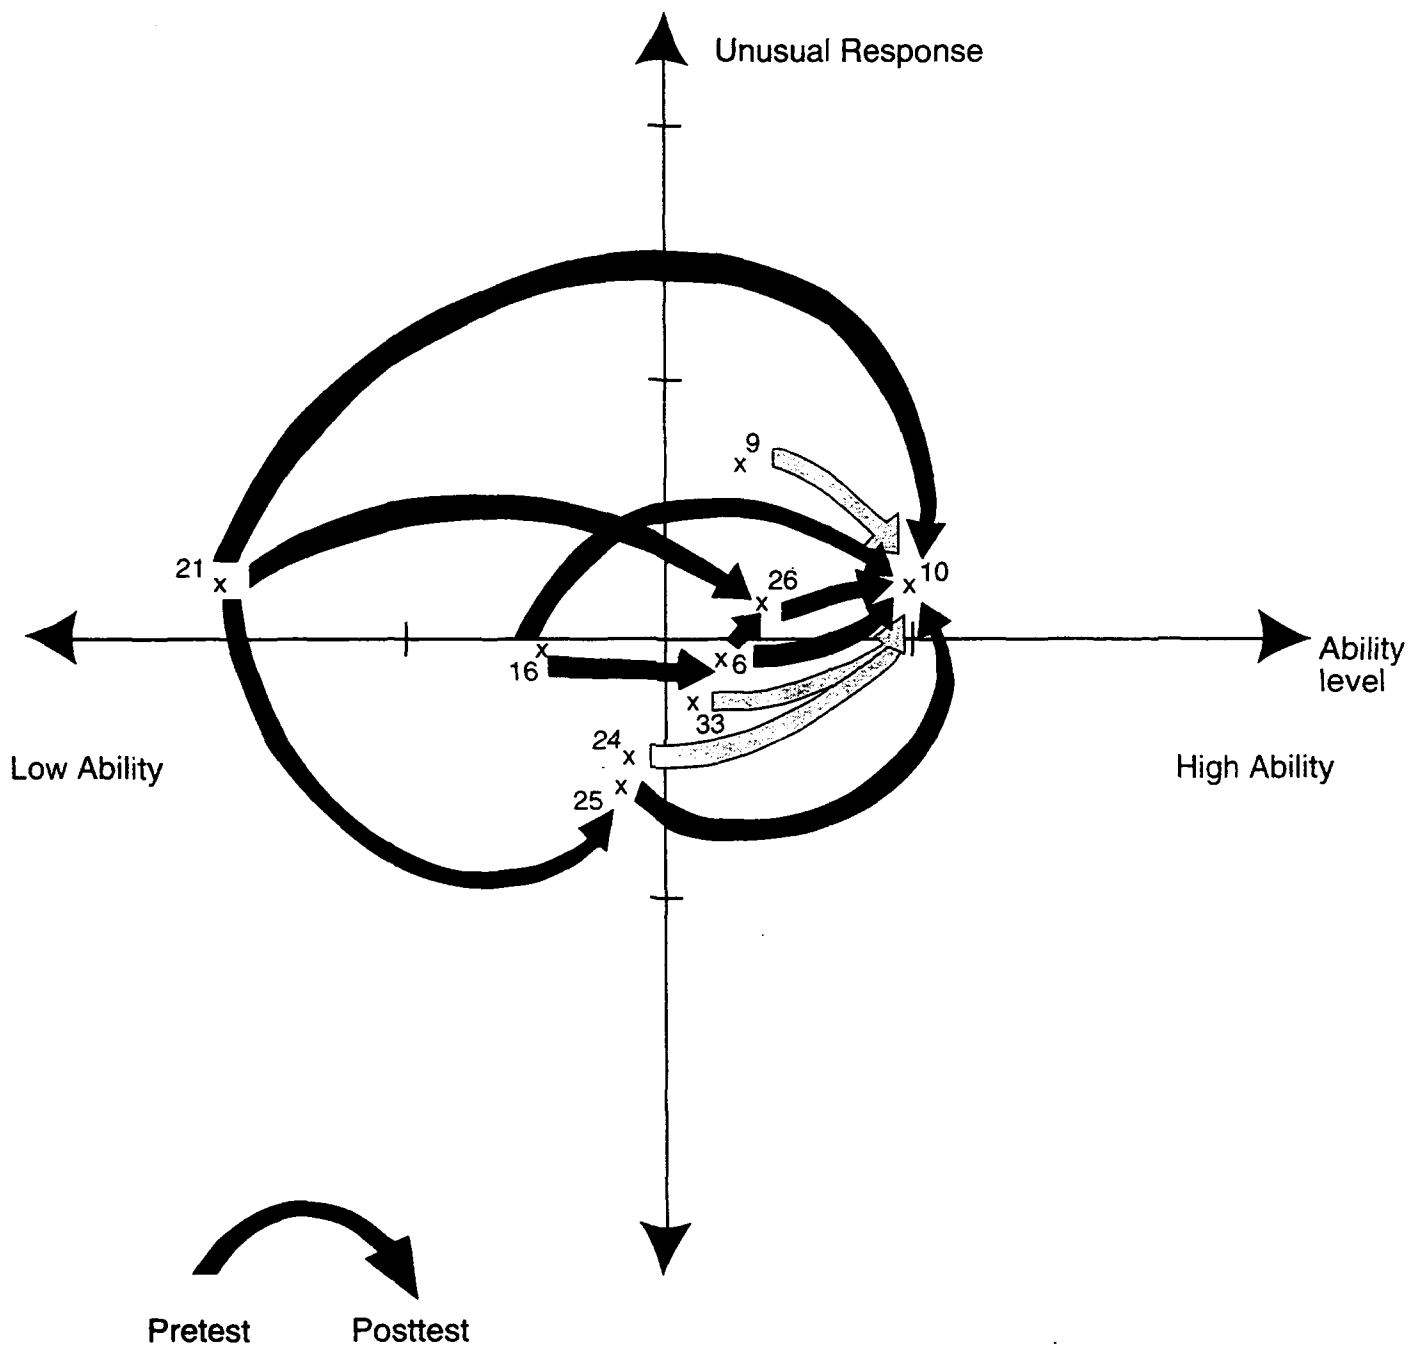 Unusual Response
x 9
21 x
x 10
x 26
16 x
x 6
x 33
24 x
25 x
Ability
level
Low Ability
High Ability
Pretest
Posttest